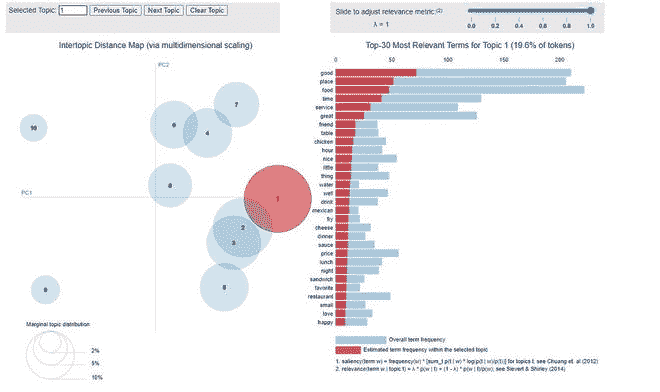 Selected Topic: 1 Previous Topic Next Topic Clear Topic
Slide to adjust relevance metric:(2)
λ = 1
0.0 0.2 0.4 0.6 0.8 1.0
Intertopic Distance Map (via multidimensional scaling)
PC2
PC1
10
6
4
7
8
1
2
3
5
9
Marginal topic distribution
2%
5%
10%
Top-30 Most Relevant Terms for Topic 1 (19.6% of tokens)
0 50 100 150 200
good
place
food
time
service
great
friend
table
chicken
hour
nice
little
thing
water
well
drink
mexican
fry
cheese
dinner
sauce
price
lunch
night
sandwich
favorite
restaurant
small
love
happy
Overall term frequency
Estimated term frequency within the selected topic
1. saliency(term w) = frequency(w) * [sum_t p(t | w) * log(p(t | w)/p(t))] for topics t; see Chuang et. al (2012)
2. relevance(term w | topic t) = λ * p(w | t) + (1 - λ) * p(w | t)/p(w); see Sievert & Shirley (2014)